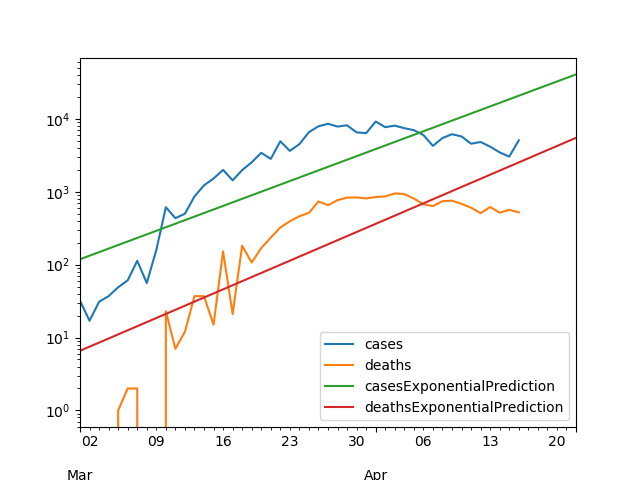 10⁴
10³
10²
10¹
10⁰
cases
deaths
casesExponentialPrediction
deathsExponentialPrediction
02 09 16 23 30 06 13 20
Mar Apr